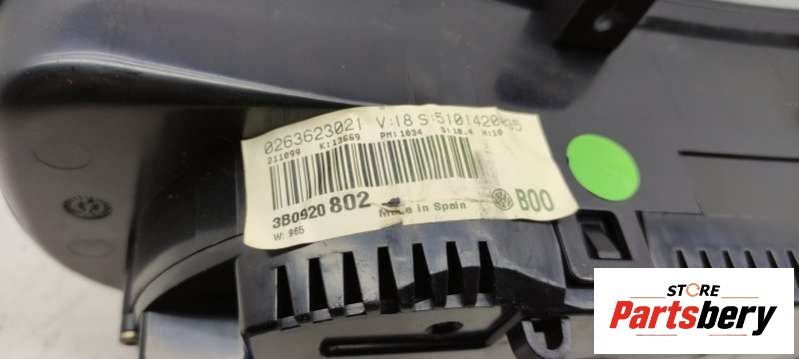 0263623021 V:18 S:5101420
211099 K:13669 PM:1034 S:18.4 H:10
3B0920 802
Made in Spain
B00
W: 965
STORE
Partsbery